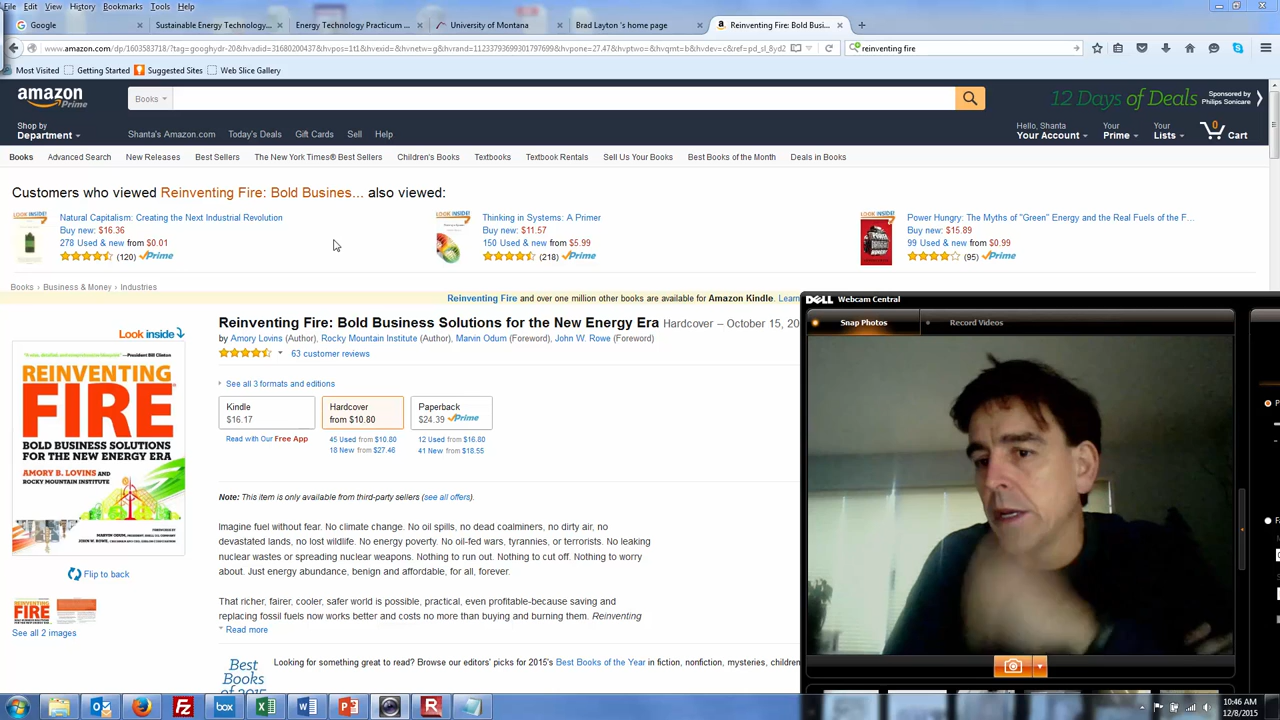 File Edit View History Bookmarks Tools Help
Google
Sustainable Energy Technology...
Energy Technology Practicum ...
University of Montana
Brad Layton 's home page
Reinventing Fire: Bold Busi...
reinventing fire
Most Visited
Getting Started
Suggested Sites
Web Slice Gallery
amazon
Prime
Books
12 Days of Deals
Sponsored by
Philips Sonicare
Shop by
Department
Shanta's Amazon.com
Today's Deals
Gift Cards
Sell
Help
Hello, Shanta
Your Account
Your
Prime
Your
Lists
0
Cart
Books
Advanced Search
New Releases
Best Sellers
The New York Times® Best Sellers
Children's Books
Textbooks
Textbook Rentals
Sell Us Your Books
Best Books of the Month
Deals in Books
Customers who viewed Reinventing Fire: Bold Busines... also viewed:
LOOK INSIDE!
Natural Capitalism: Creating the Next Industrial Revolution
Buy new: $16.36
278 Used & new from $0.01
(120) Prime
LOOK INSIDE!
Thinking in Systems: A Primer
Buy new: $11.57
150 Used & new from $5.99
(218) Prime
LOOK INSIDE!
POWER
HUNGRY
Power Hungry: The Myths of "Green" Energy and the Real Fuels of the F...
Buy new: $15.89
99 Used & new from $0.99
(95) Prime
Books › Business & Money › Industries
Reinventing Fire and over one million other books are available for Amazon Kindle. Learn
Look inside
REINVENTING
FIRE
BOLD BUSINESS SOLUTIONS
FOR THE NEW ENERGY ERA
AMORY B. LOVINS AND
ROCKY MOUNTAIN INSTITUTE
Flip to back
See all 2 images
Reinventing Fire: Bold Business Solutions for the New Energy Era Hardcover – October 15, 20
by Amory Lovins (Author), Rocky Mountain Institute (Author), Marvin Odum (Foreword), John W. Rowe (Foreword)
63 customer reviews
See all 3 formats and editions
Kindle
$16.17
Hardcover
from $10.80
Paperback
$24.39 Prime
Read with Our Free App
45 Used from $10.80
18 New from $27.46
12 Used from $16.80
41 New from $18.55
Note: This item is only available from third-party sellers (see all offers).
Imagine fuel without fear. No climate change. No oil spills, no dead coalminers, no dirty air, no
devastated lands, no lost wildlife. No energy poverty. No oil-fed wars, tyrannies, or terrorists. No leaking
nuclear wastes or spreading nuclear weapons. Nothing to run out. Nothing to cut off. Nothing to worry
about. Just energy abundance, benign and affordable, for all, forever.
That richer, fairer, cooler, safer world is possible, practical, even profitable-because saving and
replacing fossil fuels now works better and costs no more than buying and burning them. Reinventing
Read more
Best
Books
of 2015
Looking for something great to read? Browse our editors' picks for 2015's Best Books of the Year in fiction, nonfiction, mysteries, children
DELL Webcam Central
Snap Photos
Record Videos
box
10:46 AM
12/8/2015